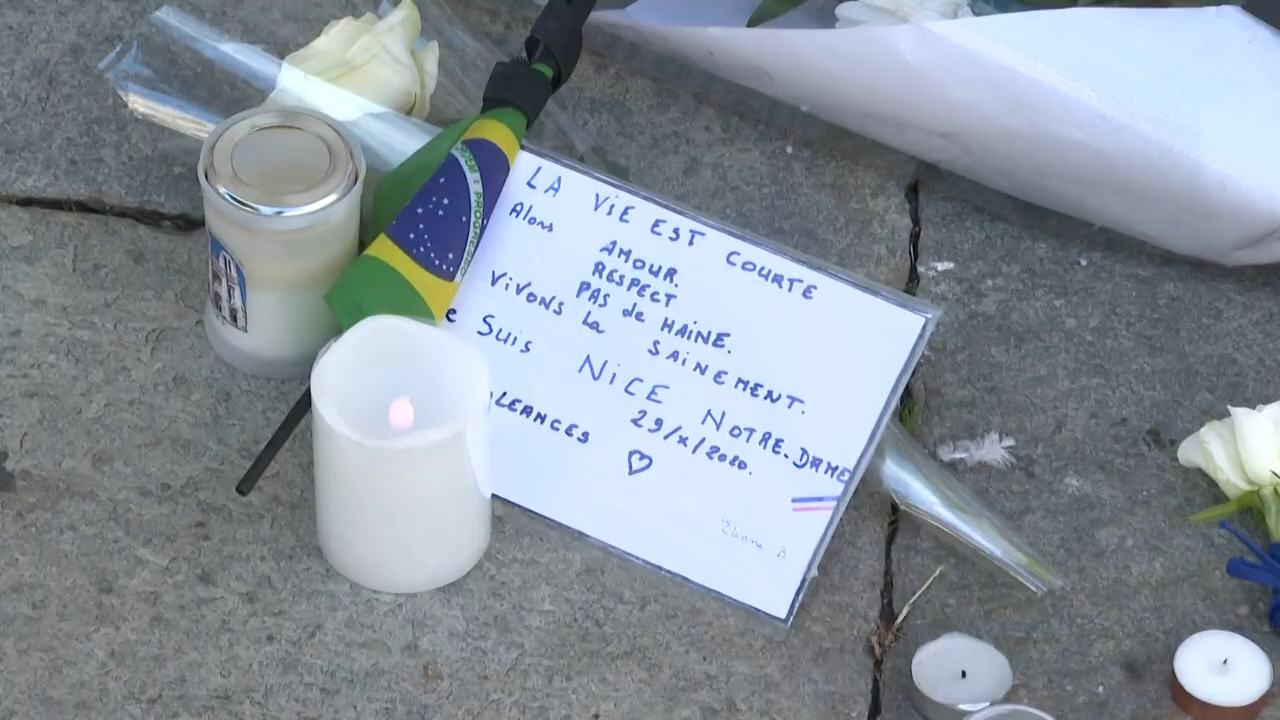 LA ViE EST COURTE
Alors AMOUR.
RESPECT
PAS de HAiNE.
ViVONS la SAiNEMENT.
e Suis NiCE NOTRE-DAME
29/X/2020.
LEANCES
♡
B